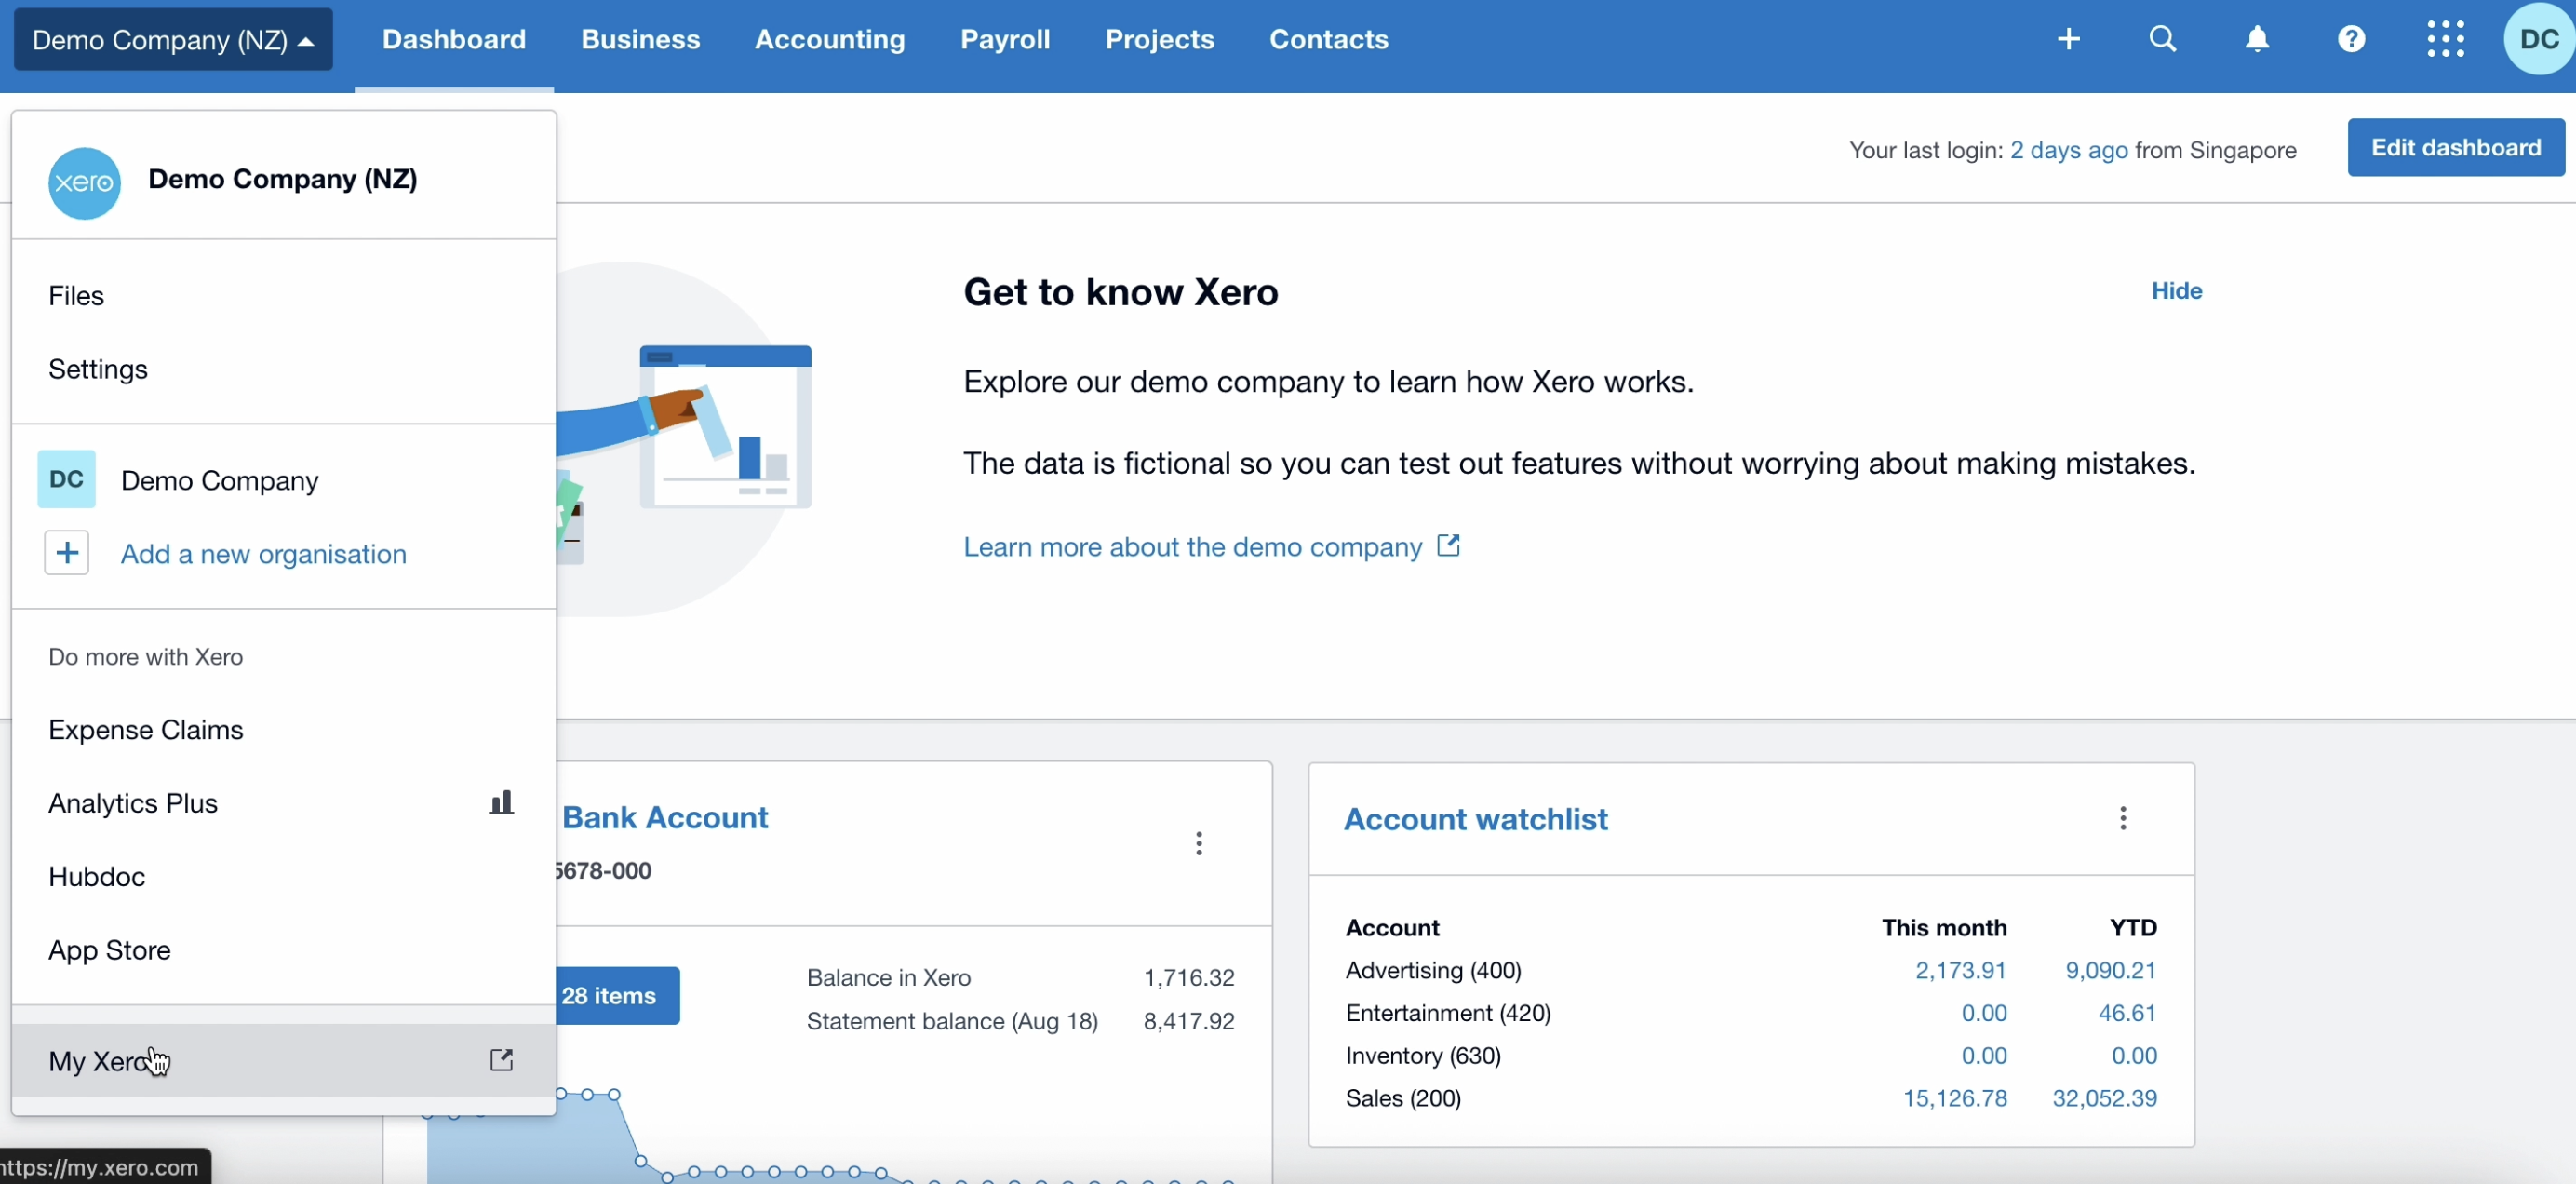 Demo Company (NZ)
Dashboard
Business
Accounting
Payroll
Projects
Contacts
DC
xero
Demo Company (NZ)
Your last login: 2 days ago from Singapore
Edit dashboard
Files
Settings
DC
Demo Company
Add a new organisation
Do more with Xero
Expense Claims
Analytics Plus
Hubdoc
App Store
My Xero
https://my.xero.com
Get to know Xero
Hide
Explore our demo company to learn how Xero works.
The data is fictional so you can test out features without worrying about making mistakes.
Learn more about the demo company
Bank Account
5678-000
28 items
Balance in Xero 1,716.32
Statement balance (Aug 18) 8,417.92
Account watchlist
Account This month YTD
Advertising (400) 2,173.91 9,090.21
Entertainment (420) 0.00 46.61
Inventory (630) 0.00 0.00
Sales (200) 15,126.78 32,052.39